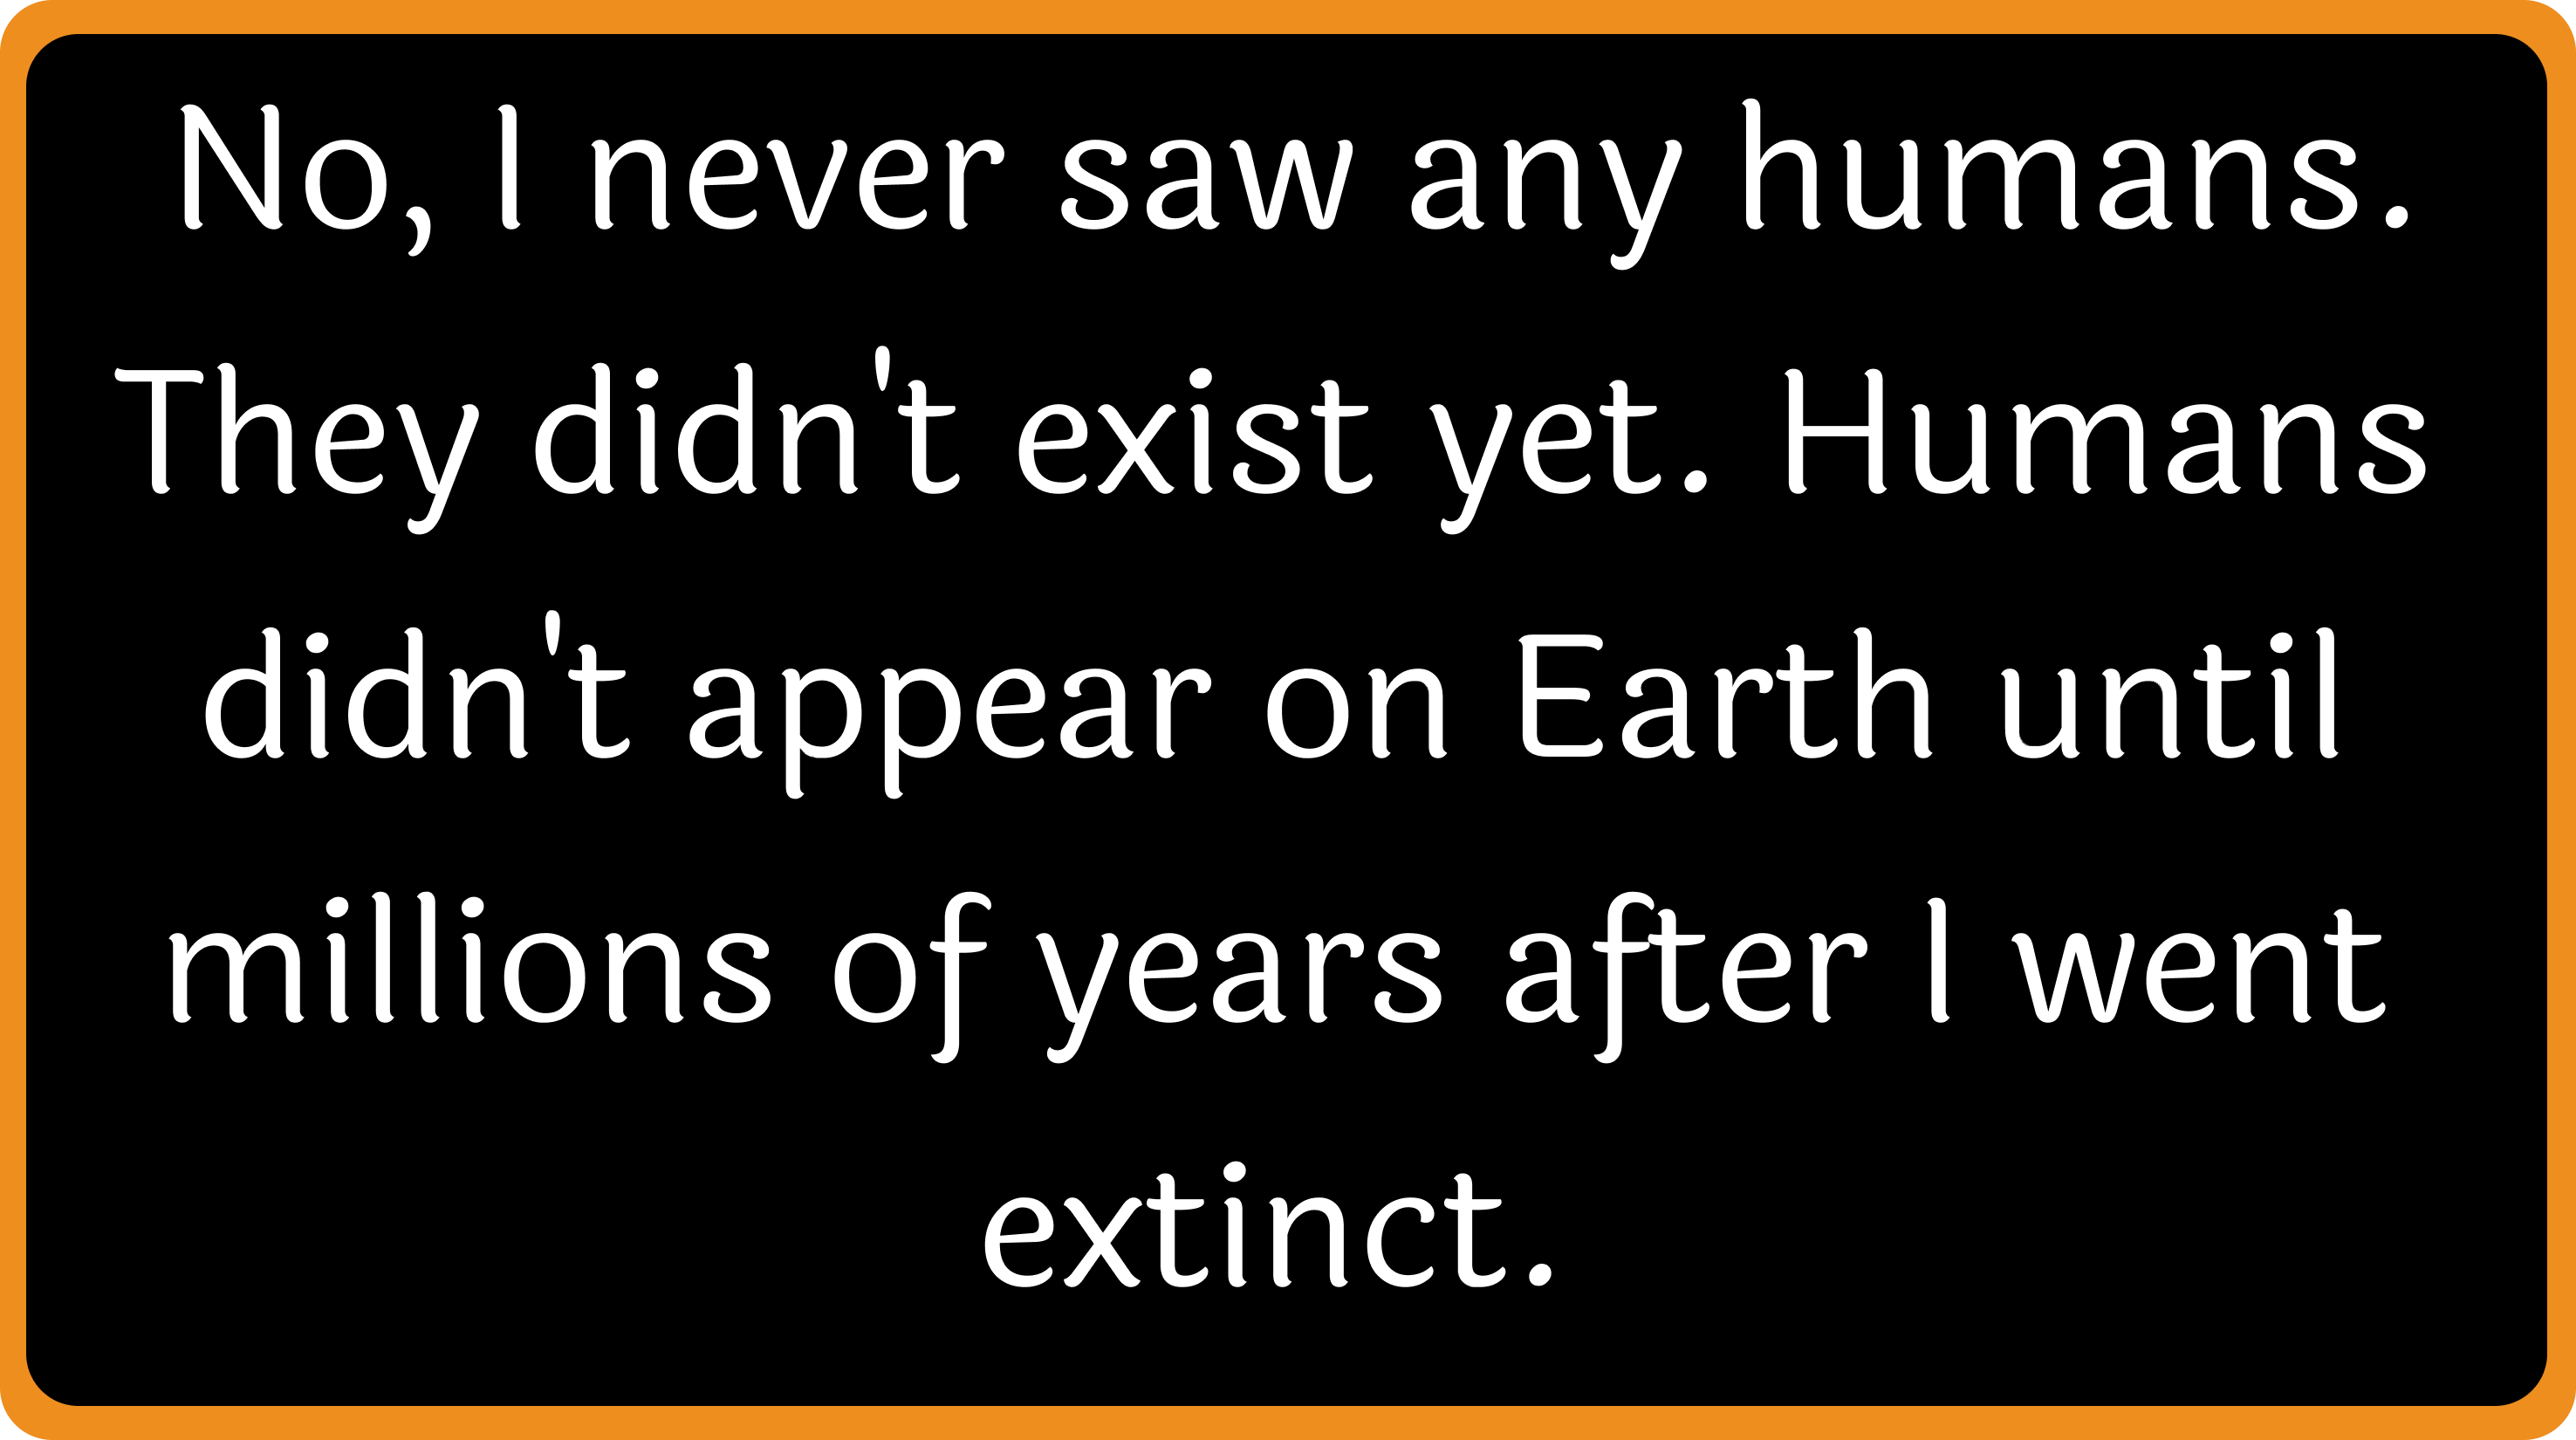 No, I never saw any humans.
They didn't exist yet. Humans
didn't appear on Earth until
millions of years after I went
extinct.